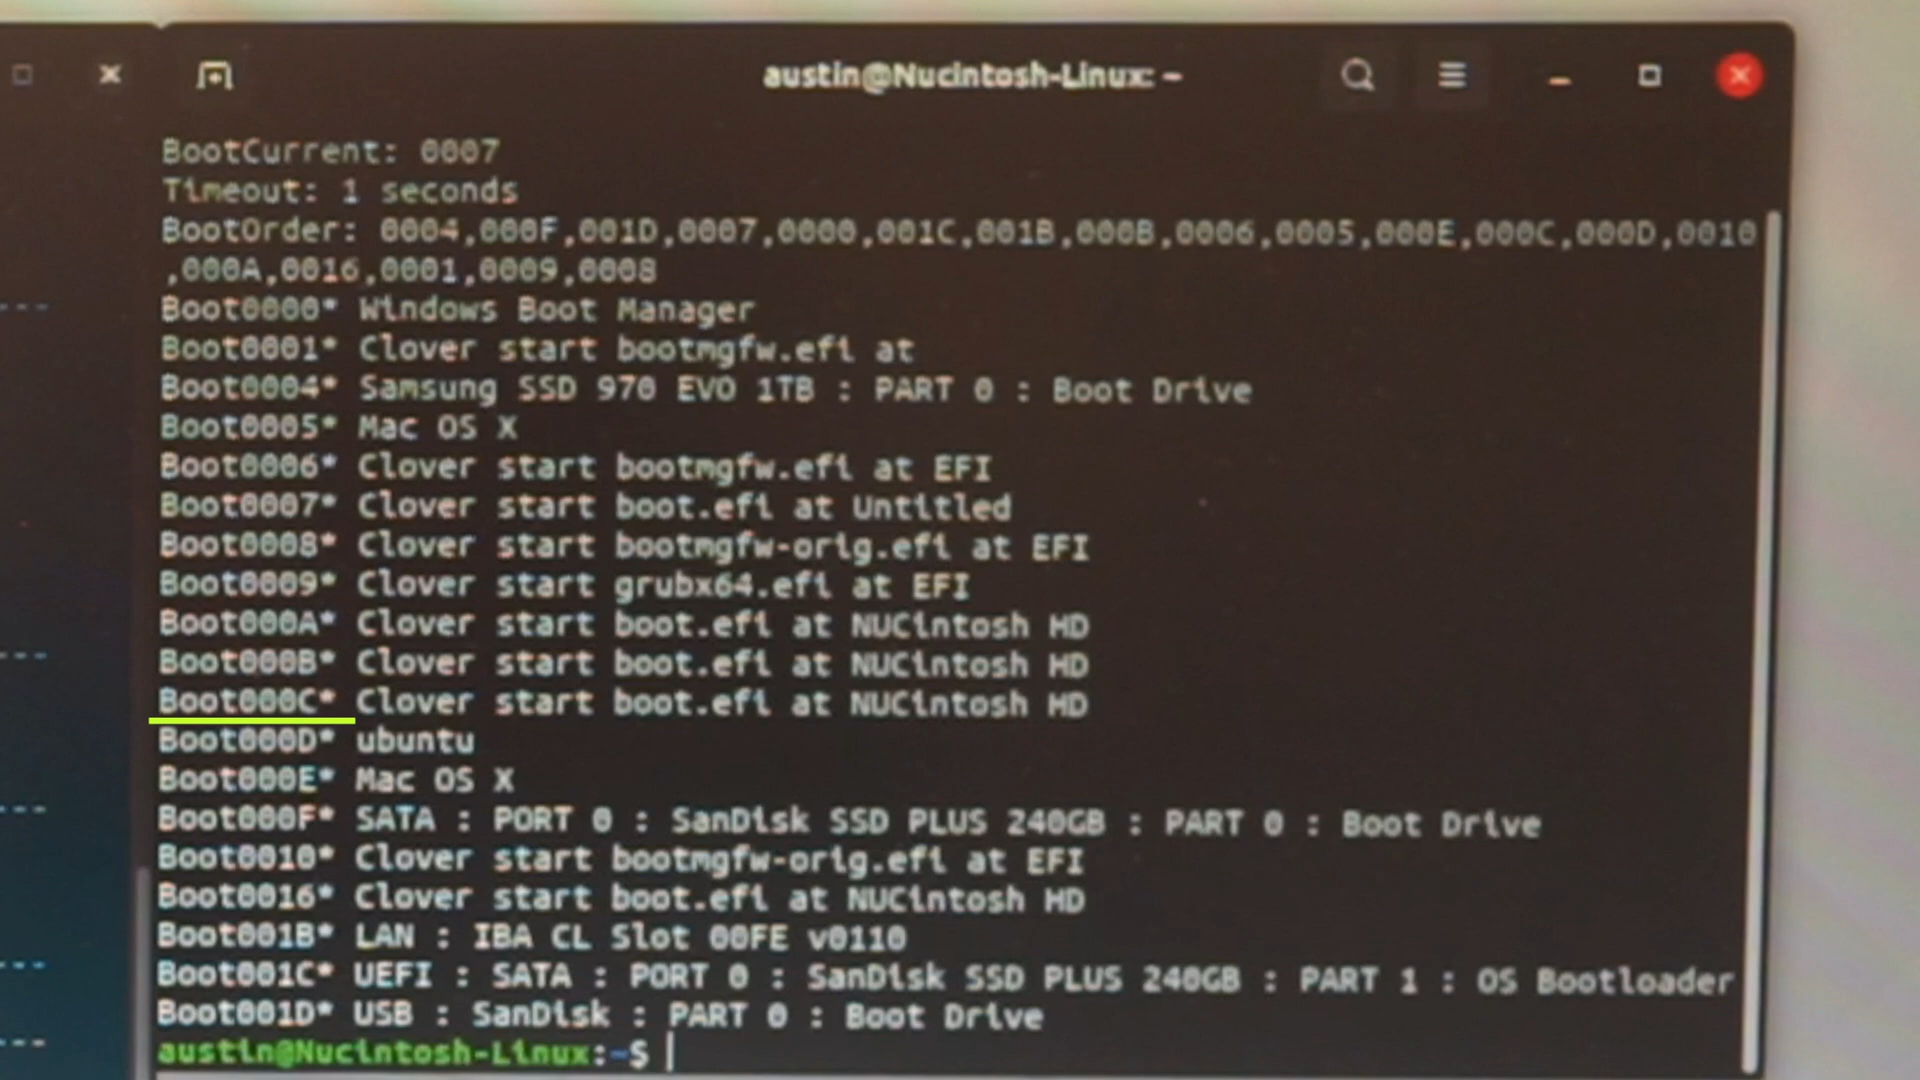 austin@Nucintosh-Linux: ~
BootCurrent: 0007
Timeout: 1 seconds
BootOrder: 0004,000F,001D,0007,0000,001C,001B,000B,0006,0005,000E,000C,000D,0010
,000A,0016,0001,0009,0008
Boot0000* Windows Boot Manager
Boot0001* Clover start bootmgfw.efi at
Boot0004* Samsung SSD 970 EVO 1TB : PART 0 : Boot Drive
Boot0005* Mac OS X
Boot0006* Clover start bootmgfw.efi at EFI
Boot0007* Clover start boot.efi at Untitled
Boot0008* Clover start bootmgfw-orig.efi at EFI
Boot0009* Clover start grubx64.efi at EFI
Boot000A* Clover start boot.efi at NUCintosh HD
Boot000B* Clover start boot.efi at NUCintosh HD
Boot000C* Clover start boot.efi at NUCintosh HD
Boot000D* ubuntu
Boot000E* Mac OS X
Boot000F* SATA : PORT 0 : SanDisk SSD PLUS 240GB : PART 0 : Boot Drive
Boot0010* Clover start bootmgfw-orig.efi at EFI
Boot0016* Clover start boot.efi at NUCintosh HD
Boot001B* LAN : IBA CL Slot 00FE v0110
Boot001C* UEFI : SATA : PORT 0 : SanDisk SSD PLUS 240GB : PART 1 : OS Bootloader
Boot001D* USB : SanDisk : PART 0 : Boot Drive
austin@Nucintosh-Linux:~$